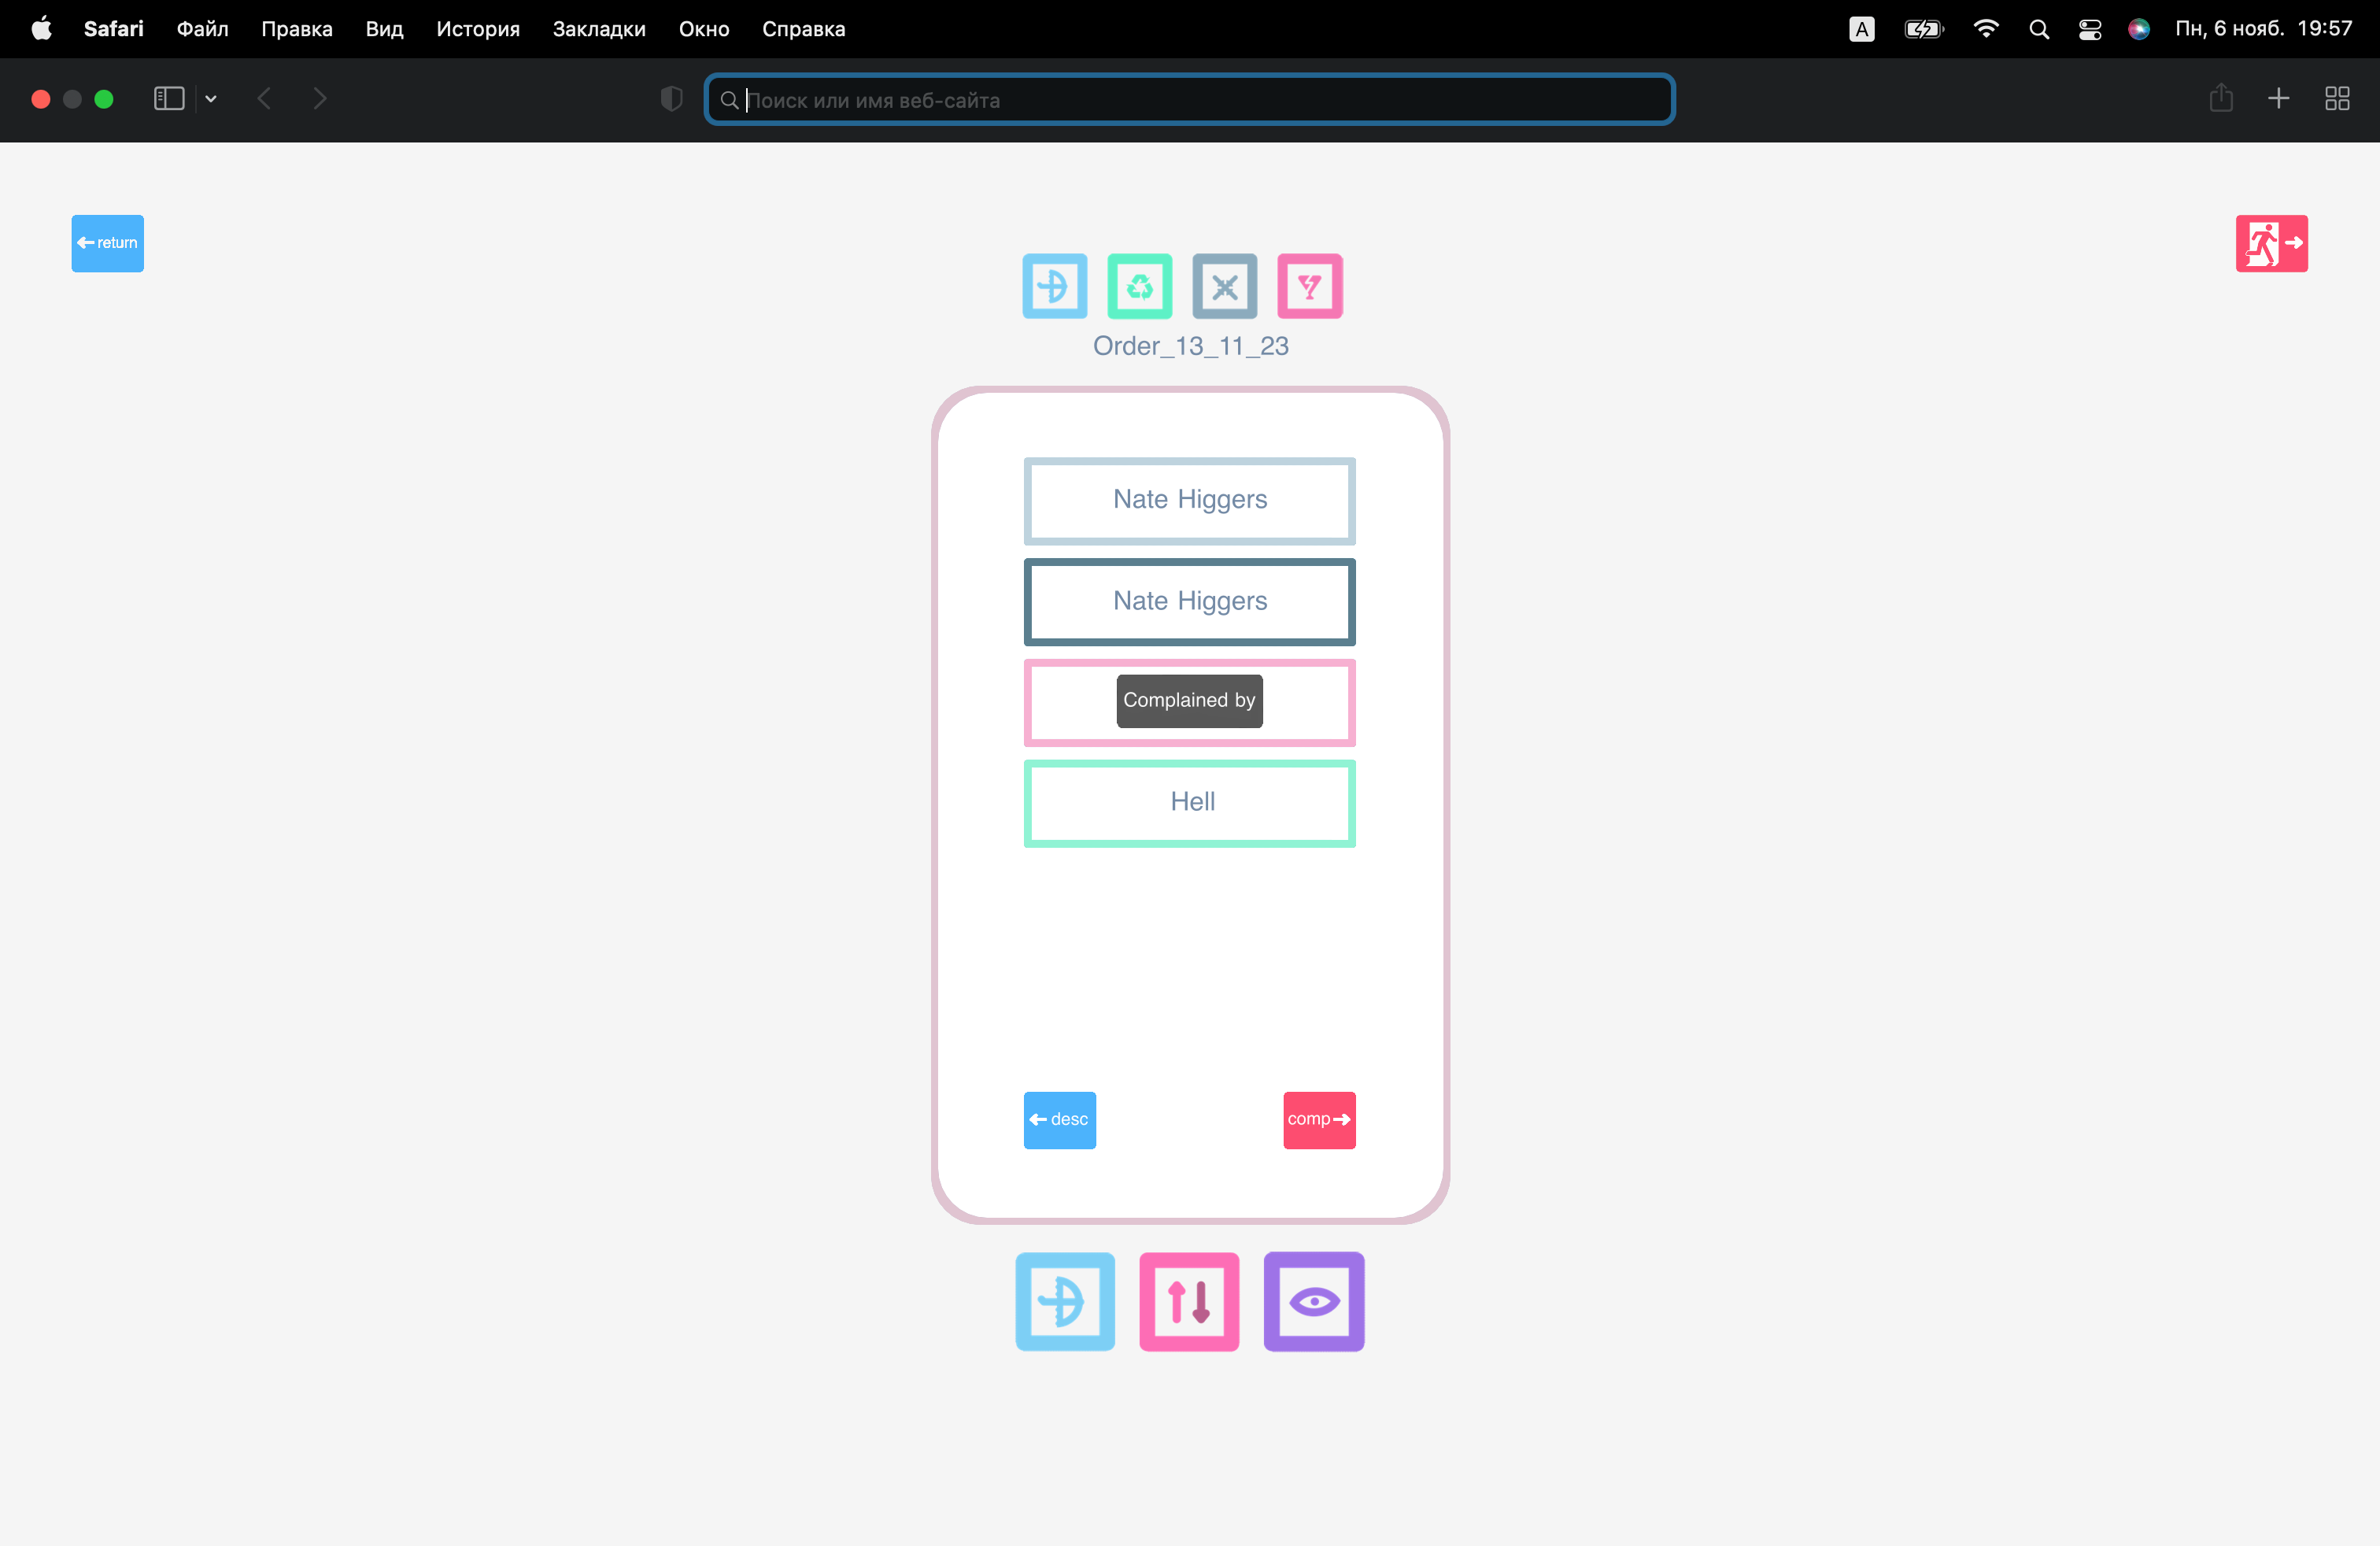 Safari Файл Правка Вид История Закладки Окно Справка A Пн, 6 нояб. 19:57
Поиск или имя веб-сайта
return
Order_13_11_23
Nate Higgers
Nate Higgers
Complained by
Hell
desc comp